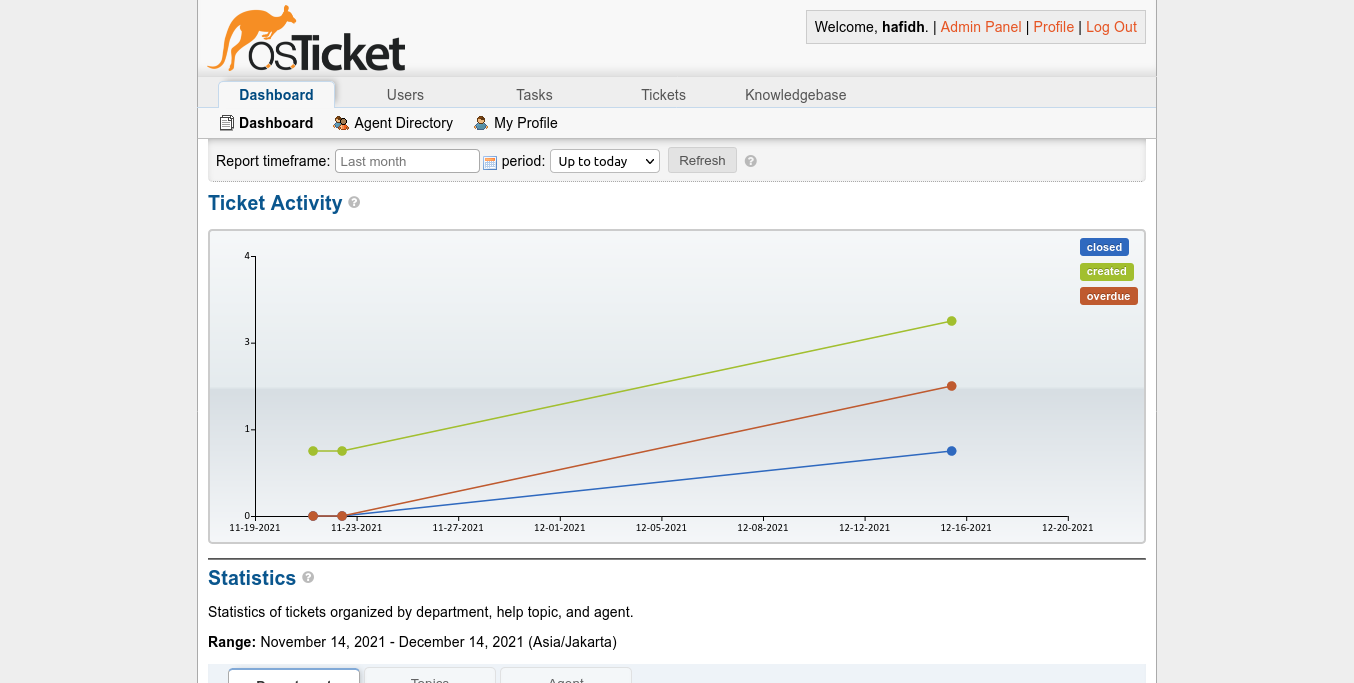 osTicket
Welcome, hafidh. | Admin Panel | Profile | Log Out
Dashboard Users Tasks Tickets Knowledgebase
Dashboard Agent Directory My Profile
Report timeframe: Last month period: Up to today Refresh ?
Ticket Activity ?
closed
created
overdue
4
3
1
0
11-19-2021 11-23-2021 11-27-2021 12-01-2021 12-05-2021 12-08-2021 12-12-2021 12-16-2021 12-20-2021
Statistics ?
Statistics of tickets organized by department, help topic, and agent.
Range: November 14, 2021 - December 14, 2021 (Asia/Jakarta)
Department Topics Agent